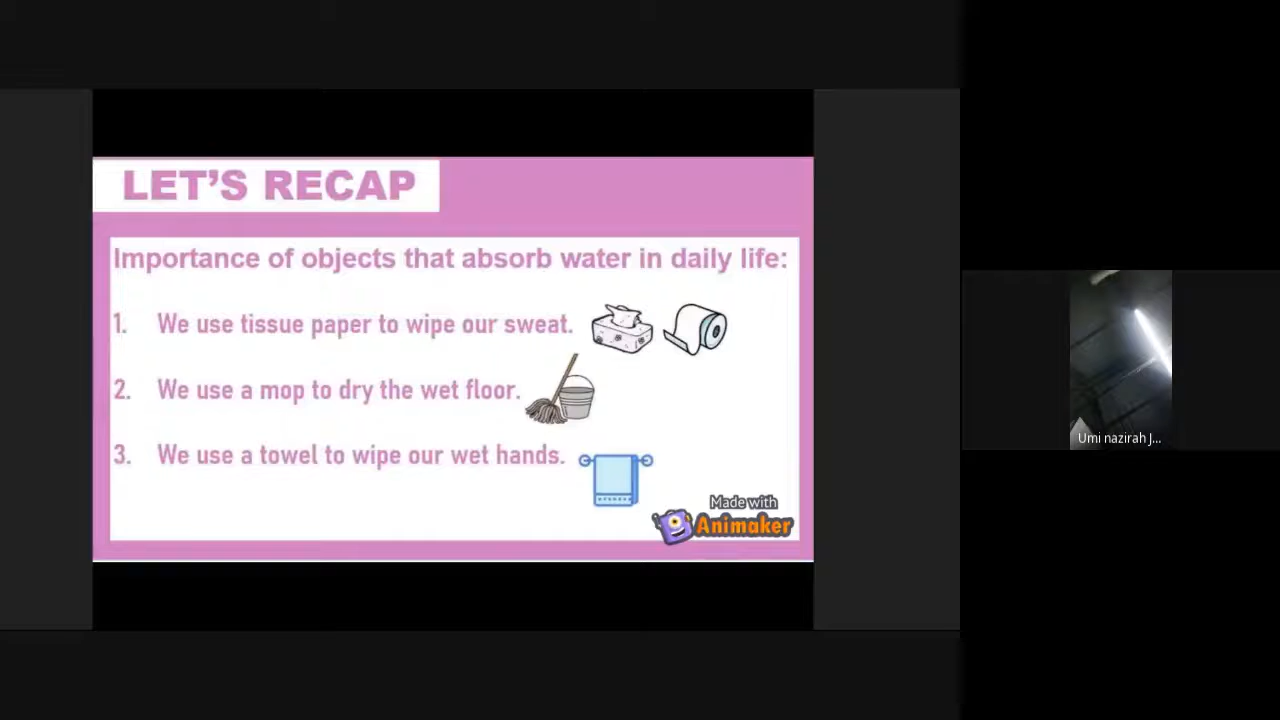 LET'S RECAP
Importance of objects that absorb water in daily life:
1. We use tissue paper to wipe our sweat.
2. We use a mop to dry the wet floor.
3. We use a towel to wipe our wet hands.
Made with
Animaker
Umi nazirah J...